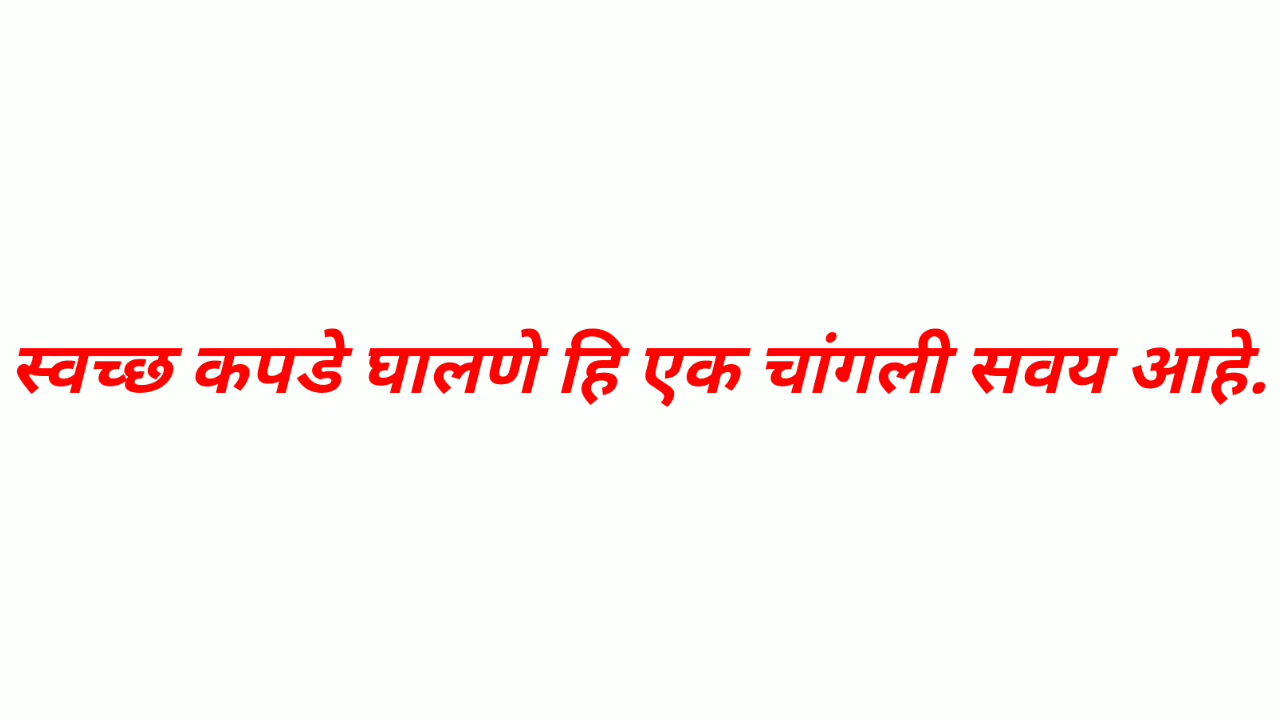 स्वच्छ कपडे घालणे हि एक चांगली सवय आहे.